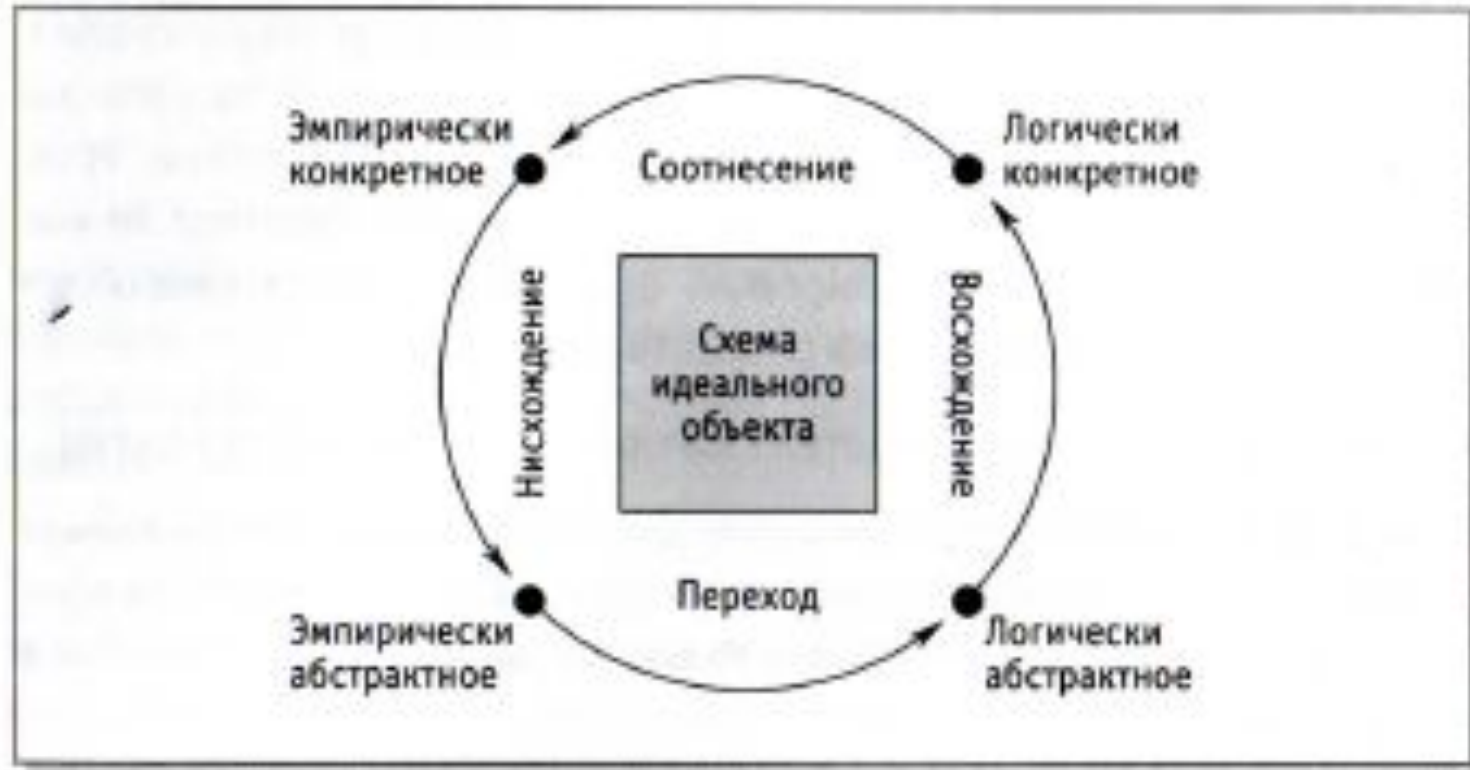 Эмпирически
конкретное
Соотнесение
Логически
конкретное
Нисхождение
Схема
идеального
объекта
Восхождение
Эмпирически
абстрактное
Переход
Логически
абстрактное